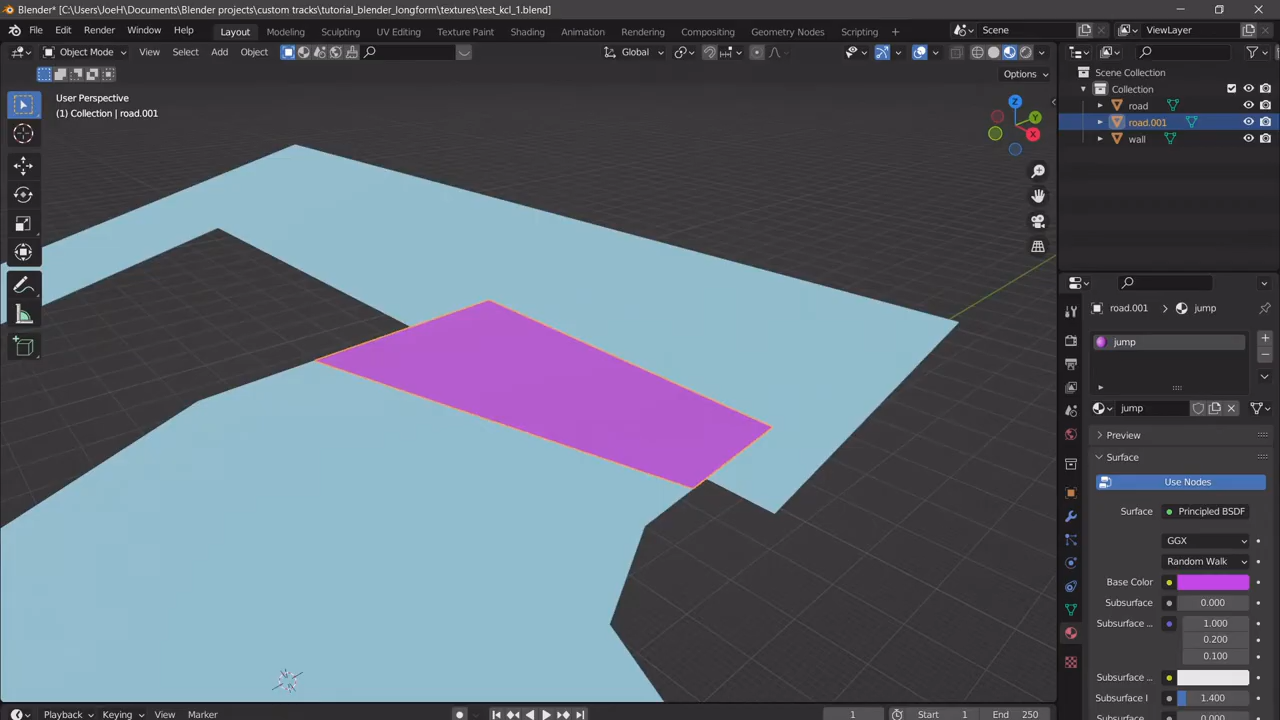 Blender* [C:\Users\JoeH\Documents\Blender projects\custom tracks\tutorial_blender_longform\textures\test_kcl_1.blend]
File Edit Render Window Help Layout Modeling Sculpting UV Editing Texture Paint Shading Animation Rendering Compositing Geometry Nodes Scripting + Scene ViewLayer
Object Mode View Select Add Object Global
Options
User Perspective
(1) Collection | road.001
Z
Y
X
Scene Collection
Collection
road
road.001
wall
road.001 > jump
jump
jump
Preview
Surface
Use Nodes
Surface Principled BSDF
GGX
Random Walk
Base Color
Subsurface 0.000
Subsurface ... 1.000
0.200
0.100
Subsurface ...
Subsurface I 1.400
0.000
Playback Keying View Marker 1 Start 1 End 250